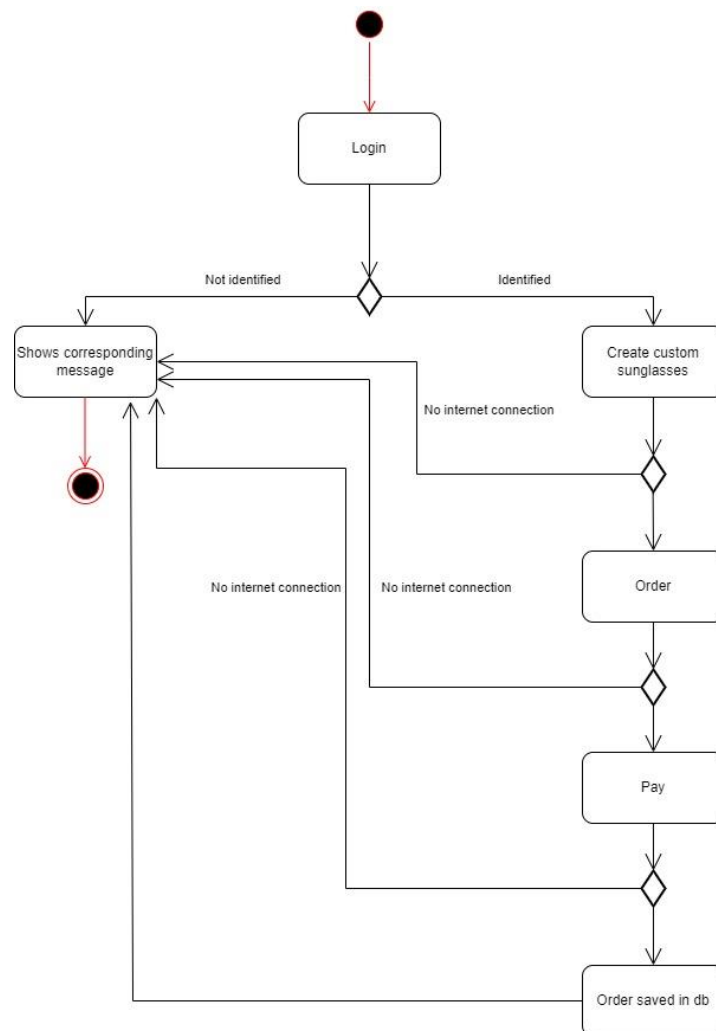 Login
Not identified
Identified
Shows corresponding
message
Create custom
sunglasses
No internet connection
Order
No internet connection
No internet connection
Pay
Order saved in db